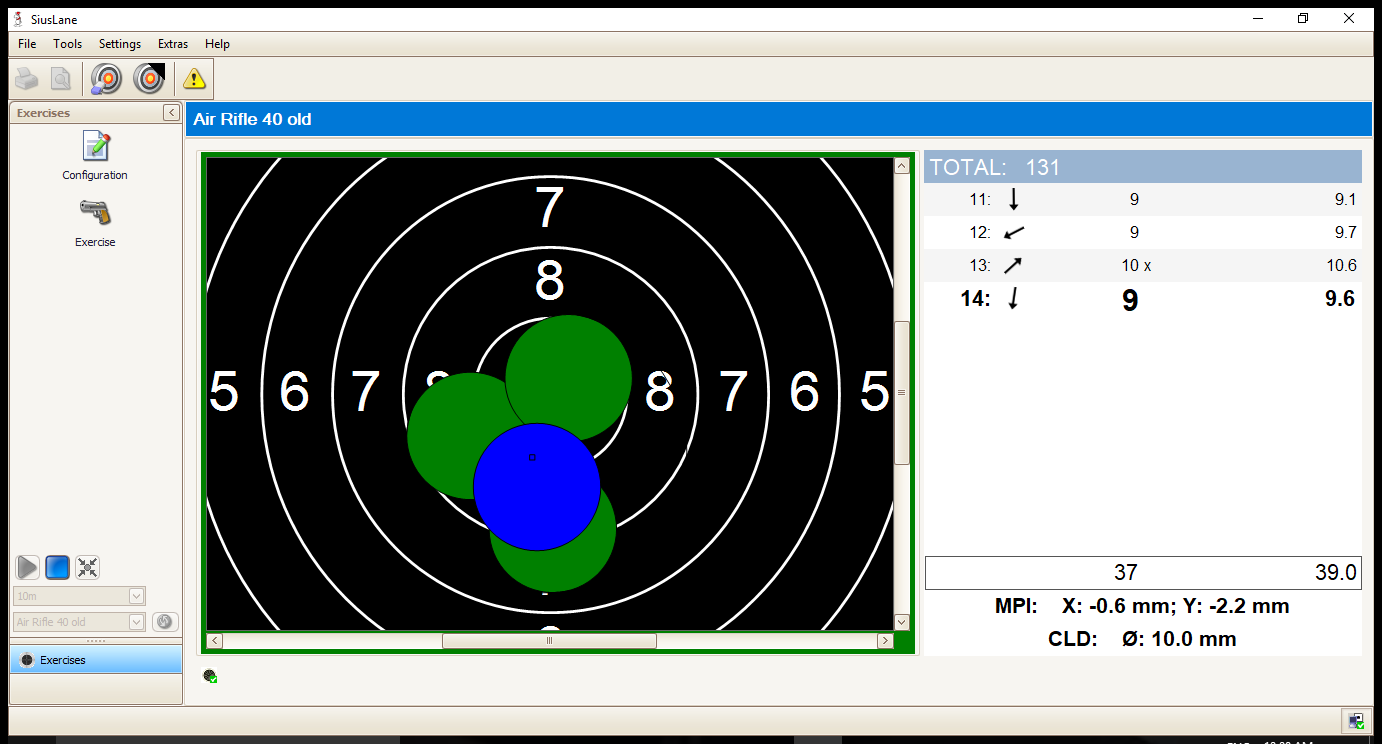 SiusLane
File Tools Settings Extras Help
Exercises
Configuration
Exercise
10m
Air Rifle 40 old
Exercises
Air Rifle 40 old
7
8
5 6 7 8 7 6 5
TOTAL: 131
11: 9 9.1
12: 9 9.7
13: 10 x 10.6
14: 9 9.6
37 39.0
MPI: X: -0.6 mm; Y: -2.2 mm
CLD: Ø: 10.0 mm